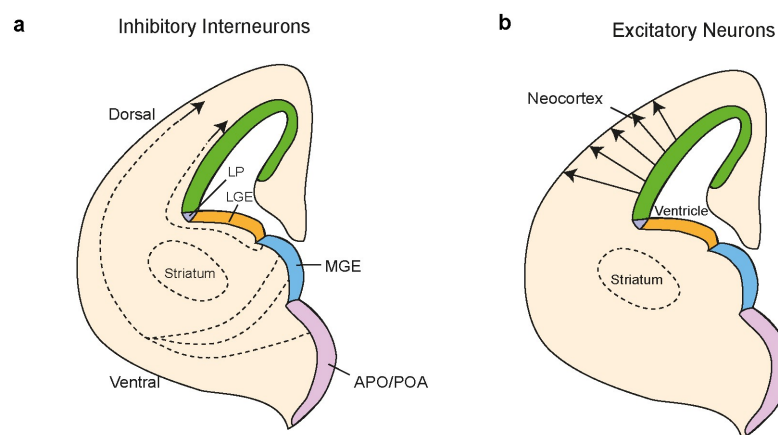 a
Inhibitory Interneurons
Dorsal
LP
LGE
Striatum
MGE
Ventral
APO/POA
b
Excitatory Neurons
Neocortex
Ventricle
Striatum